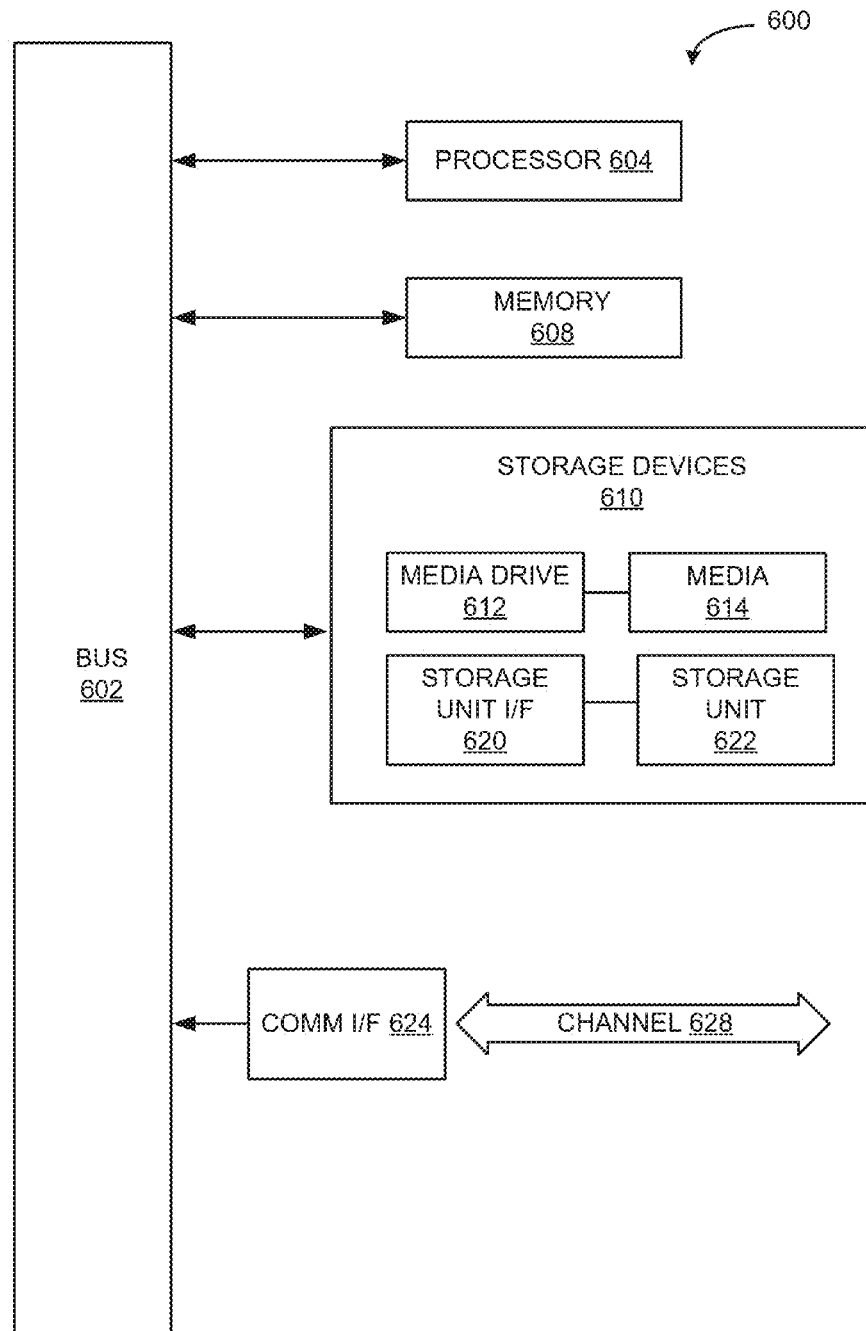 600
PROCESSOR 604
MEMORY
608
STORAGE DEVICES
610
MEDIA DRIVE
612
MEDIA
614
BUS
602
STORAGE
UNIT I/F
620
STORAGE
UNIT
622
COMM I/F 624
CHANNEL 628